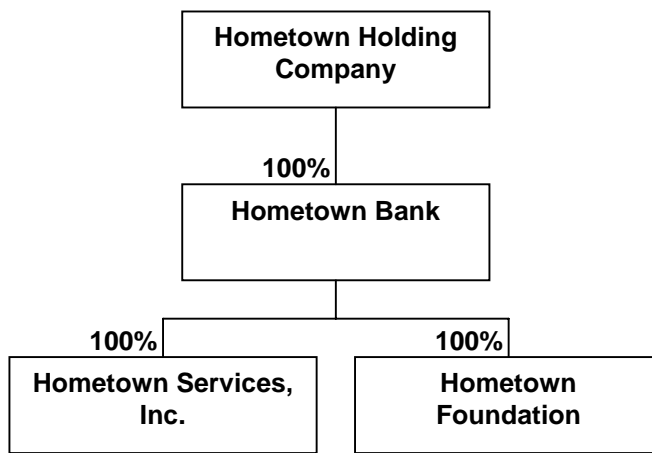 Hometown Holding
Company
100%
Hometown Bank
100%
Hometown Services,
Inc.
100%
Hometown
Foundation